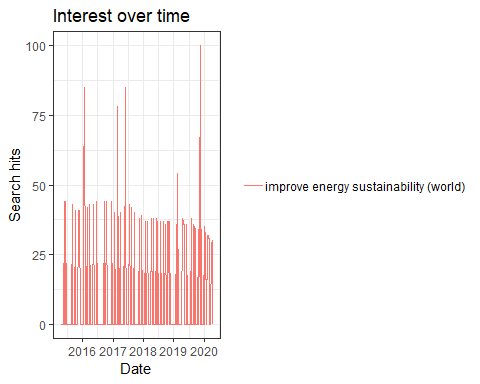 Interest over time
100
75
50
25
0
Search hits
2016 2017 2018 2019 2020
Date
improve energy sustainability (world)